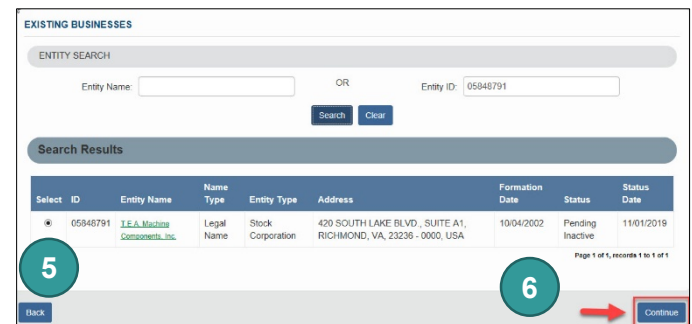 EXISTING BUSINESSES
ENTITY SEARCH
Entity Name: OR Entity ID: 05848791
Search Clear
Search Results
Select ID Entity Name Name Type Entity Type Address Formation Date Status Status Date
05848791 T.E.A. Machine Components, Inc. Legal Name Stock Corporation 420 SOUTH LAKE BLVD., SUITE A1, RICHMOND, VA, 23236 - 0000, USA 10/04/2002 Pending Inactive 11/01/2019
Page 1 of 1, records 1 to 1 of 1
5
6
Back Continue